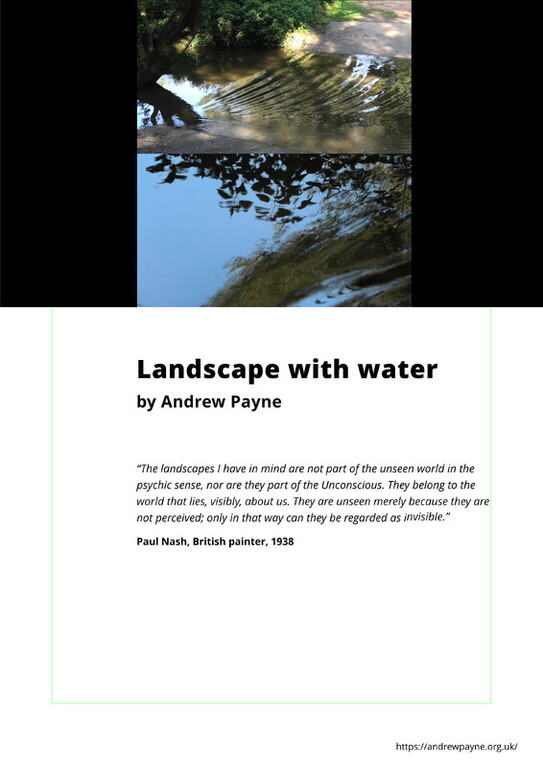 Landscape with water
by Andrew Payne
“The landscapes I have in mind are not part of the unseen world in the
psychic sense, nor are they part of the Unconscious. They belong to the
world that lies, visibly, about us. They are unseen merely because they are
not perceived; only in that way can they be regarded as invisible.”
Paul Nash, British painter, 1938
https://andrewpayne.org.uk/